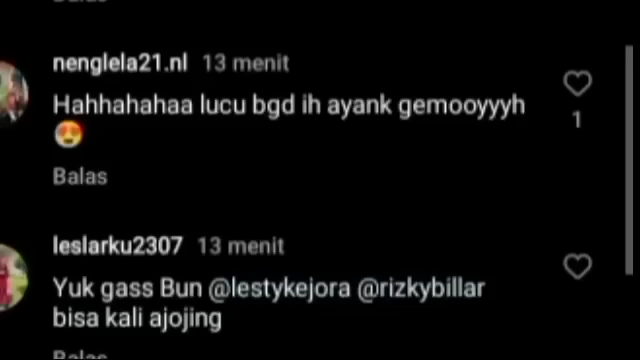 Balas
nenglela21.nl 13 menit
Hahhahahaa lucu bgd ih ayank gemooyyyh
😍
1
Balas
leslarku2307 13 menit
Yuk gass Bun @lestykejora @rizkybillar
bisa kali ajojing
Balas